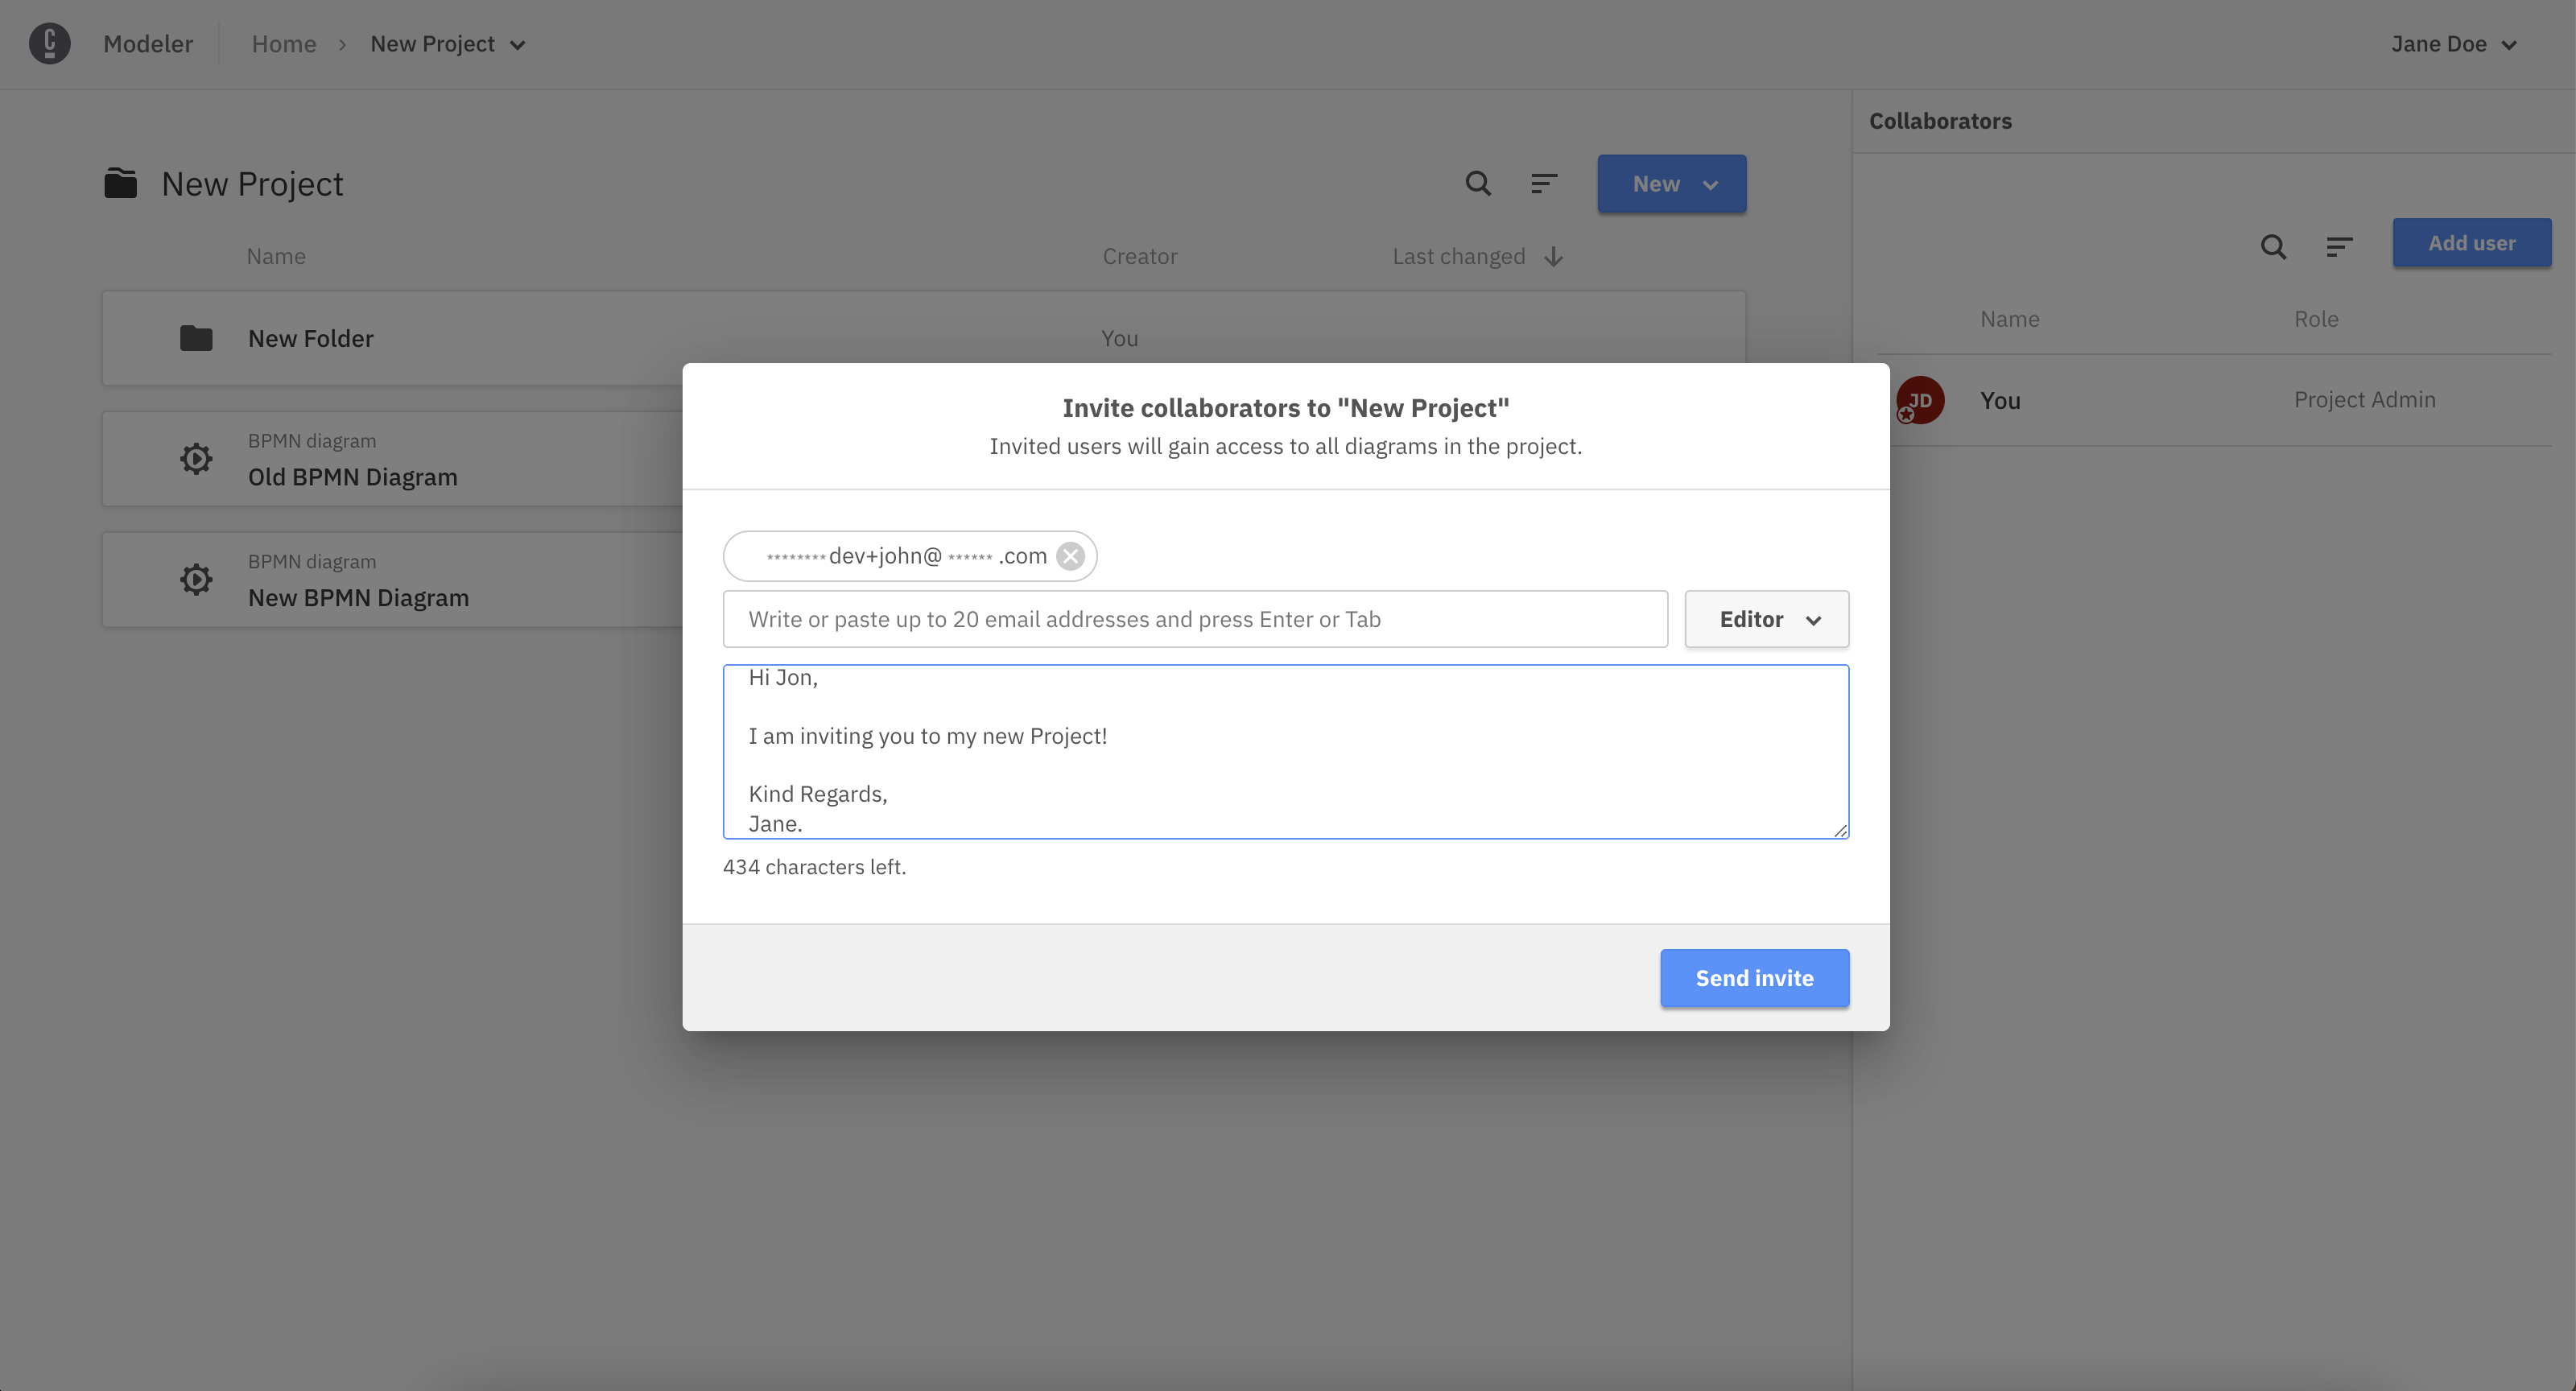 Modeler
Home › New Project
Jane Doe
New Project
New
Name Creator Last changed
New Folder You
BPMN diagram
Old BPMN Diagram
BPMN diagram
New BPMN Diagram
Collaborators
Add user
Name Role
JD You Project Admin
Invite collaborators to "New Project"
Invited users will gain access to all diagrams in the project.
********dev+john@ ****** .com
Write or paste up to 20 email addresses and press Enter or Tab
Editor
Hi Jon,
I am inviting you to my new Project!
Kind Regards,
Jane.
434 characters left.
Send invite